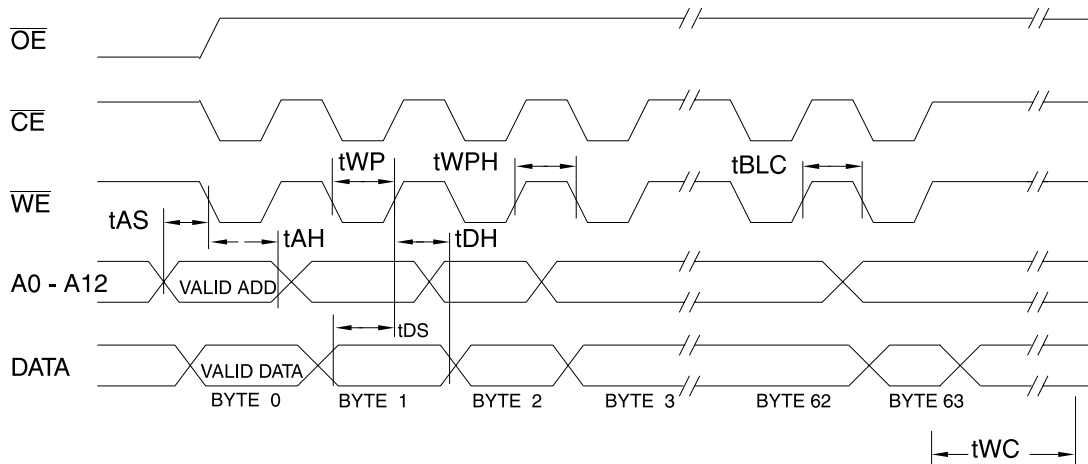 OE
CE
tWP tWPH tBLC
WE
tAS
tAH tDH
A0 - A12 VALID ADD
tDS
DATA VALID DATA
BYTE 0 BYTE 1 BYTE 2 BYTE 3 BYTE 62 BYTE 63
tWC